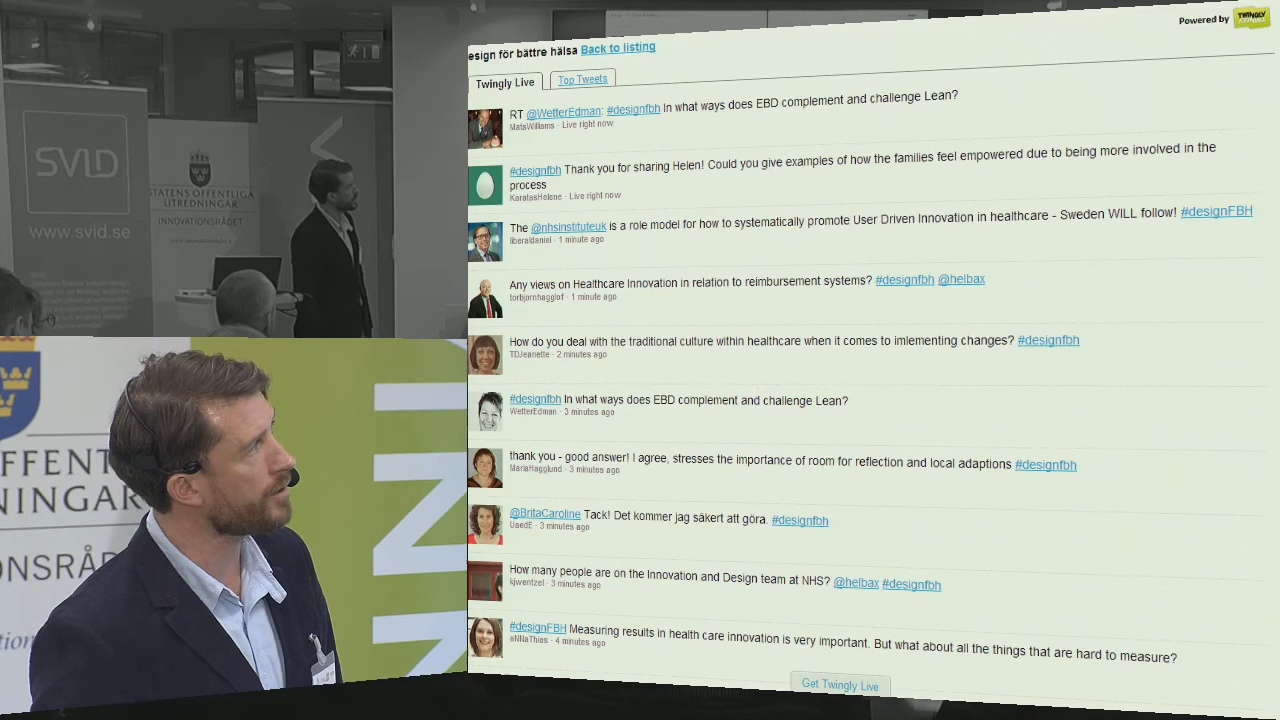 Powered by TWINGLY
esign för bättre hälsa Back to listing
Twingly Live Top Tweets
RT @WetterEdman: #designfbh In what ways does EBD complement and challenge Lean?
MatsWilliams · Live right now
#designfbh Thank you for sharing Helen! Could you give examples of how the families feel empowered due to being more involved in the
process
KaratasHelene · Live right now
The @nhsinstituteuk is a role model for how to systematically promote User Driven Innovation in healthcare - Sweden WILL follow! #designFBH
liberaldaniel · 1 minute ago
Any views on Healthcare Innovation in relation to reimbursement systems? #designfbh @helbax
torbjornhagglof · 1 minute ago
How do you deal with the traditional culture within healthcare when it comes to imlementing changes? #designfbh
TDJeanette · 2 minutes ago
#designfbh In what ways does EBD complement and challenge Lean?
WetterEdman · 3 minutes ago
thank you - good answer! I agree, stresses the importance of room for reflection and local adaptions #designfbh
MariaHagglund · 3 minutes ago
@BritaCaroline Tack! Det kommer jag säkert att göra. #designfbh
UaedE · 3 minutes ago
How many people are on the Innovation and Design team at NHS? @helbax #designfbh
kjwentzel · 3 minutes ago
#designFBH Measuring results in health care innovation is very important. But what about all the things that are hard to measure?
aNNaThies · 4 minutes ago
Get Twingly Live
SVID
www.svid.se
STATENS OFFENTLIGA
UTREDNINGAR
INNOVATIONSRÅDET
FFENT
NINGAR
ONSRÅD
tion
INN